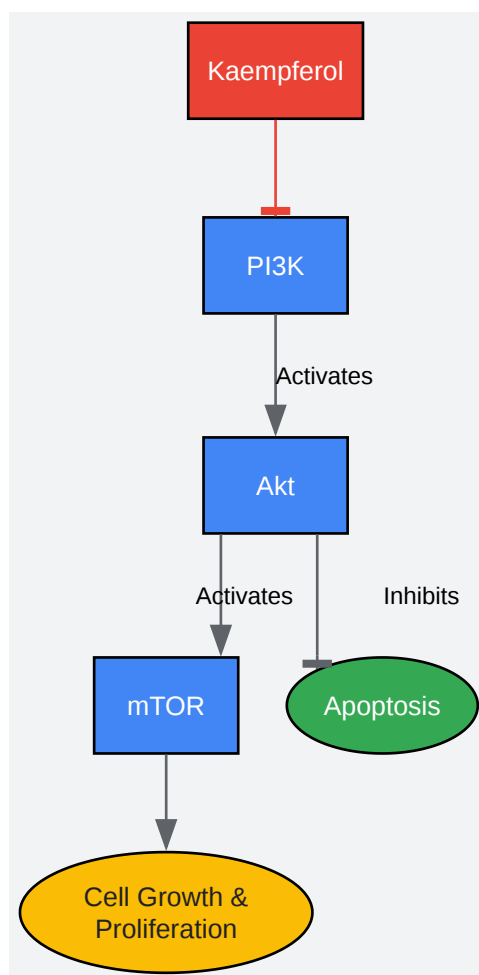 Kaempferol
PI3K
Activates
Akt
Activates
Inhibits
mTOR
Apoptosis
Cell Growth &
Proliferation